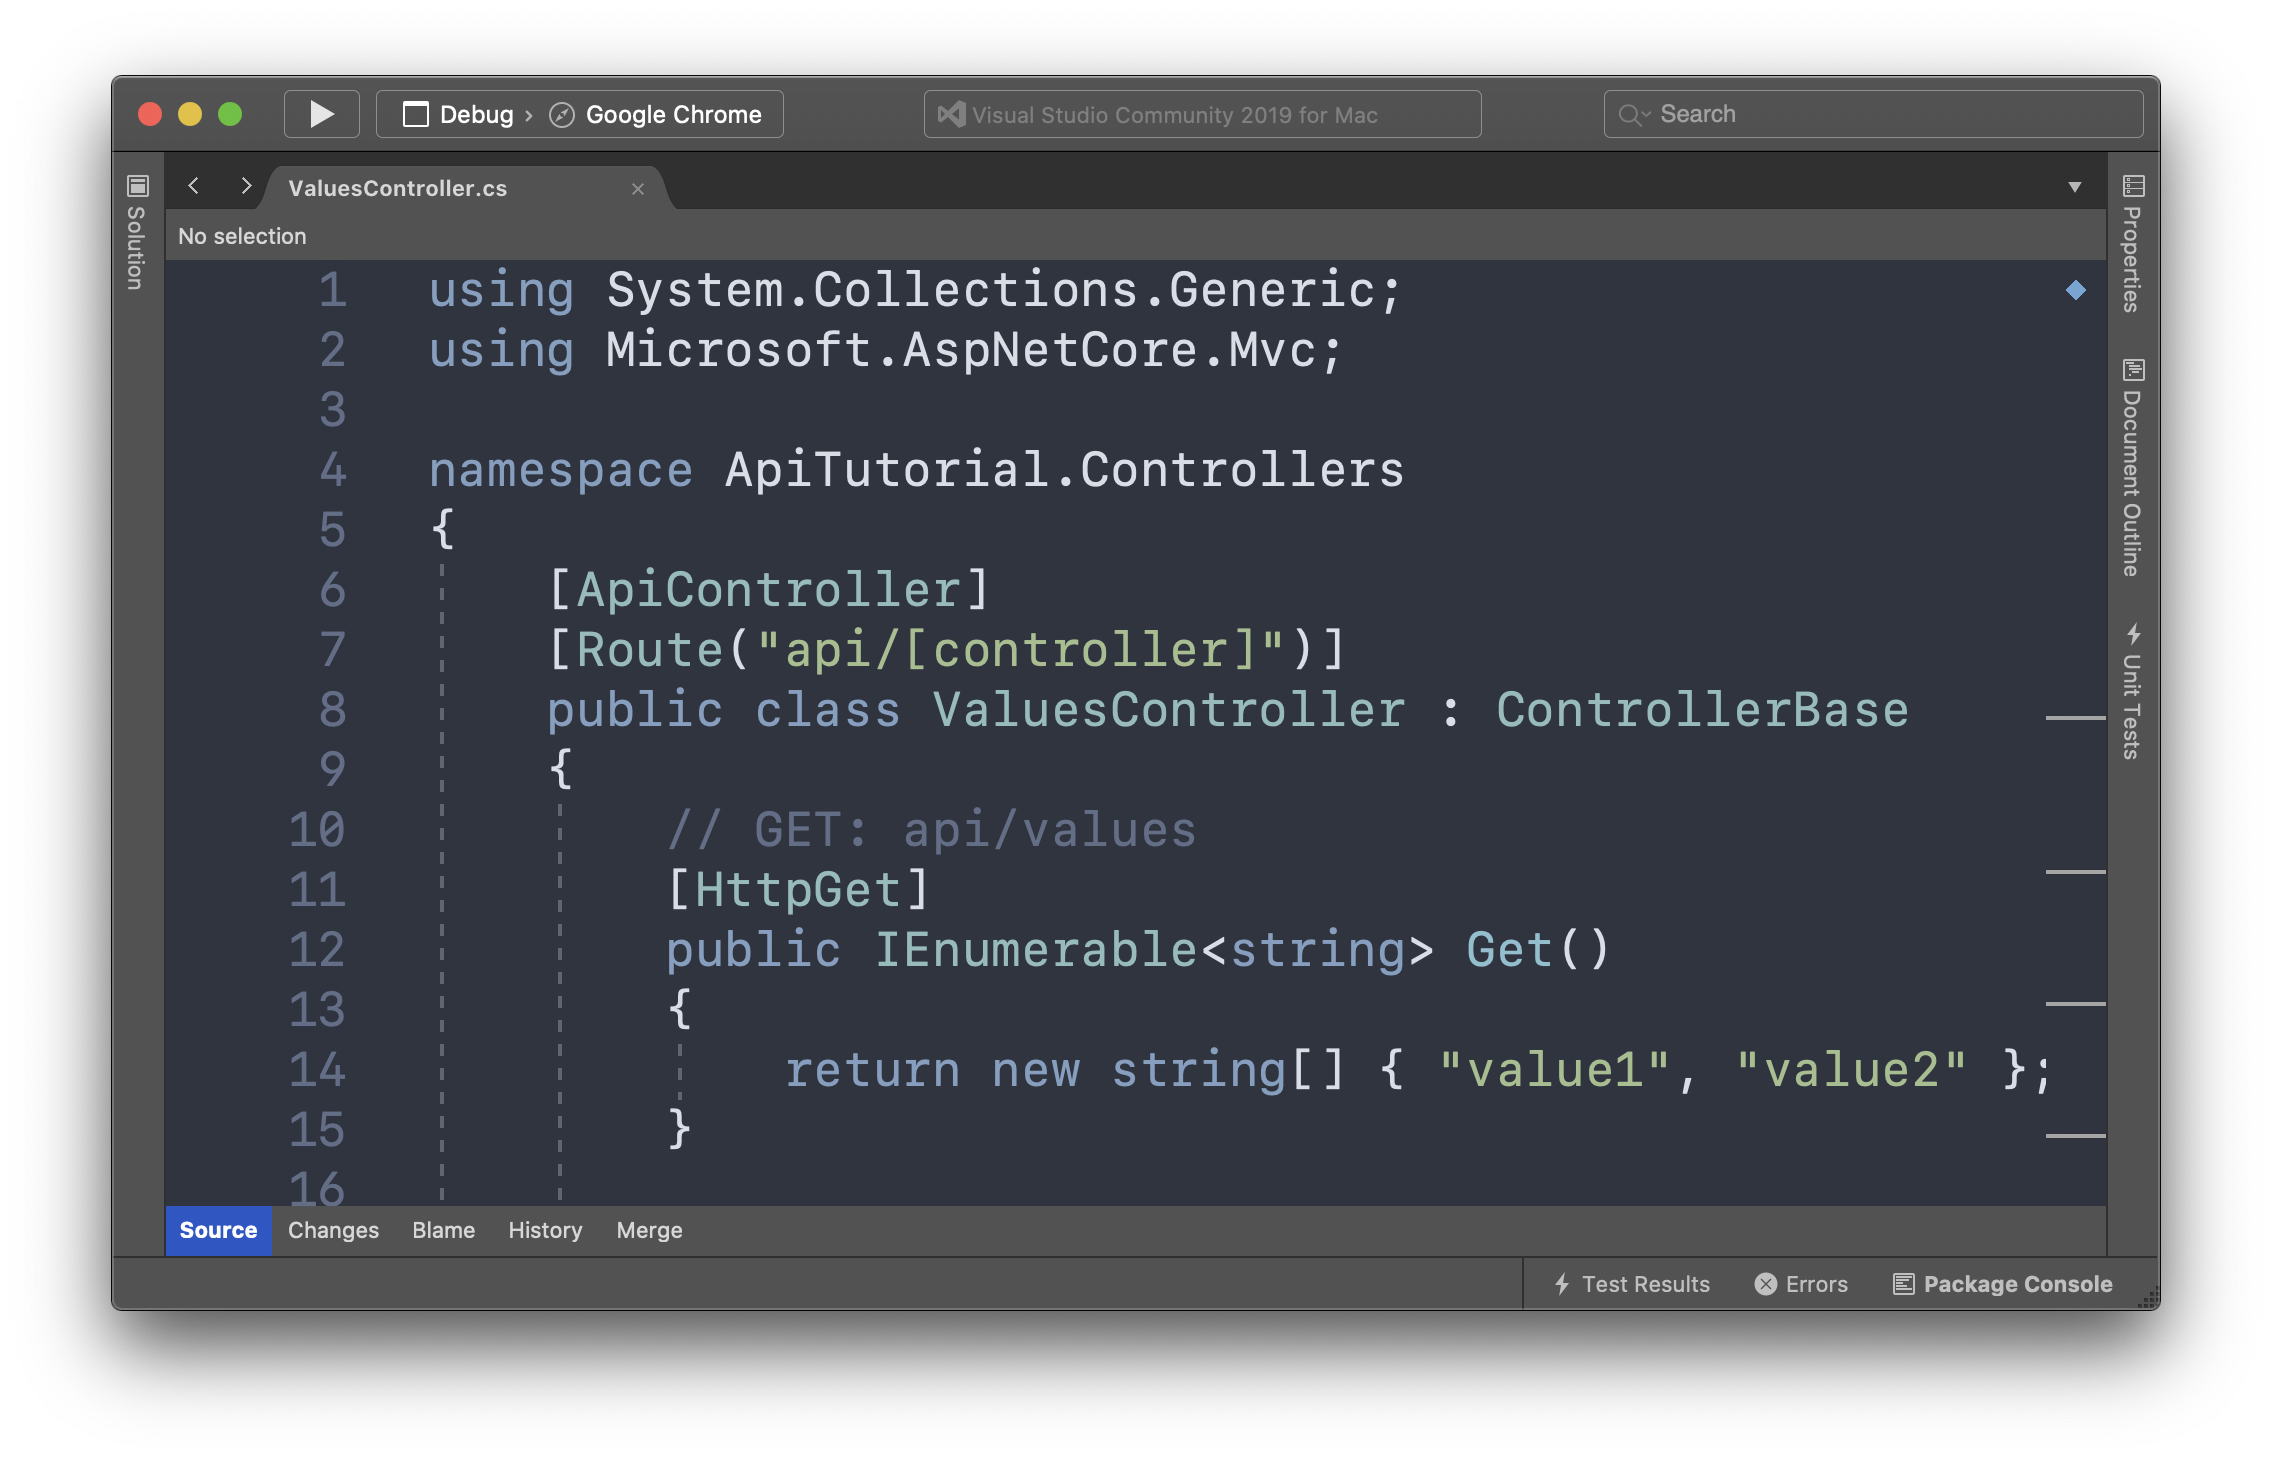 Debug › Google Chrome
Visual Studio Community 2019 for Mac
Search
Solution
ValuesController.cs
No selection
1 using System.Collections.Generic;
2 using Microsoft.AspNetCore.Mvc;
3
4 namespace ApiTutorial.Controllers
5 {
6 [ApiController]
7 [Route("api/[controller]")]
8 public class ValuesController : ControllerBase
9 {
10 // GET: api/values
11 [HttpGet]
12 public IEnumerable<string> Get()
13 {
14 return new string[] { "value1", "value2" };
15 }
16
Properties
Document Outline
Unit Tests
Source Changes Blame History Merge
Test Results Errors Package Console